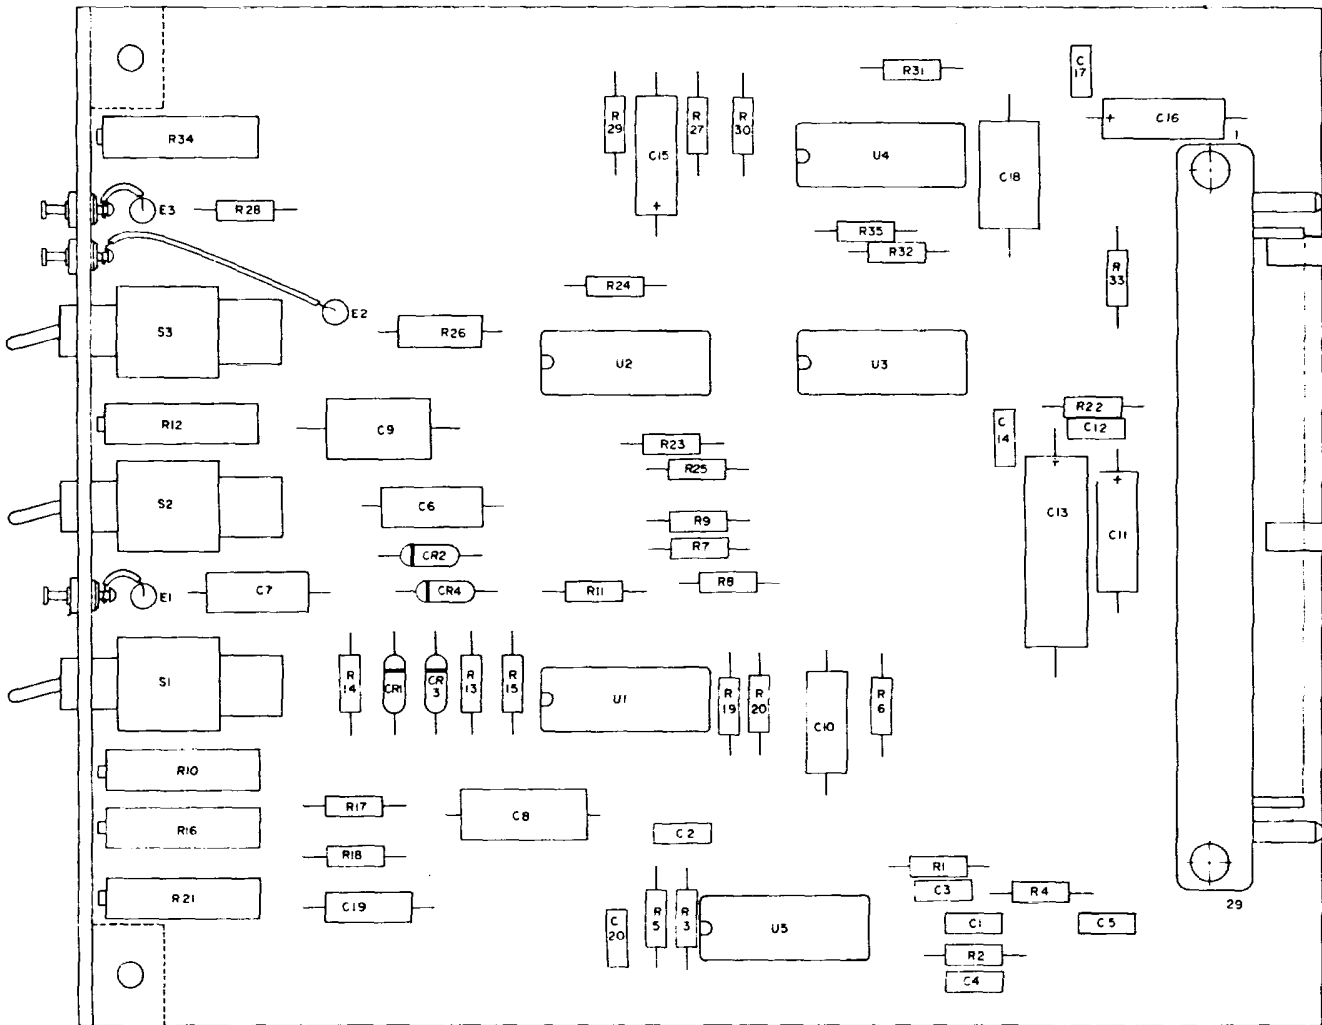 R31
C
17
R
29
C15
R
27
R
30
+ C16
1
R34
U4
C18
+
E3
R28
R35
R32
R
33
R24
E2
S3
R26
U2
U3
R12
C9
R22
C12
C
14
R23
R25
+
+
S2
C6
R9
C13
C11
R7
CR2
R8
E1
C7
CR4
R11
S1
R
14
CR1
CR
3
R
13
R
15
U1
R
19
R
20
C10
R
6
R10
R17
C8
R16
C2
R18
R1
C3
R4
R21
C19
29
C
20
R
5
R
3
U5
C1
C5
R2
C4